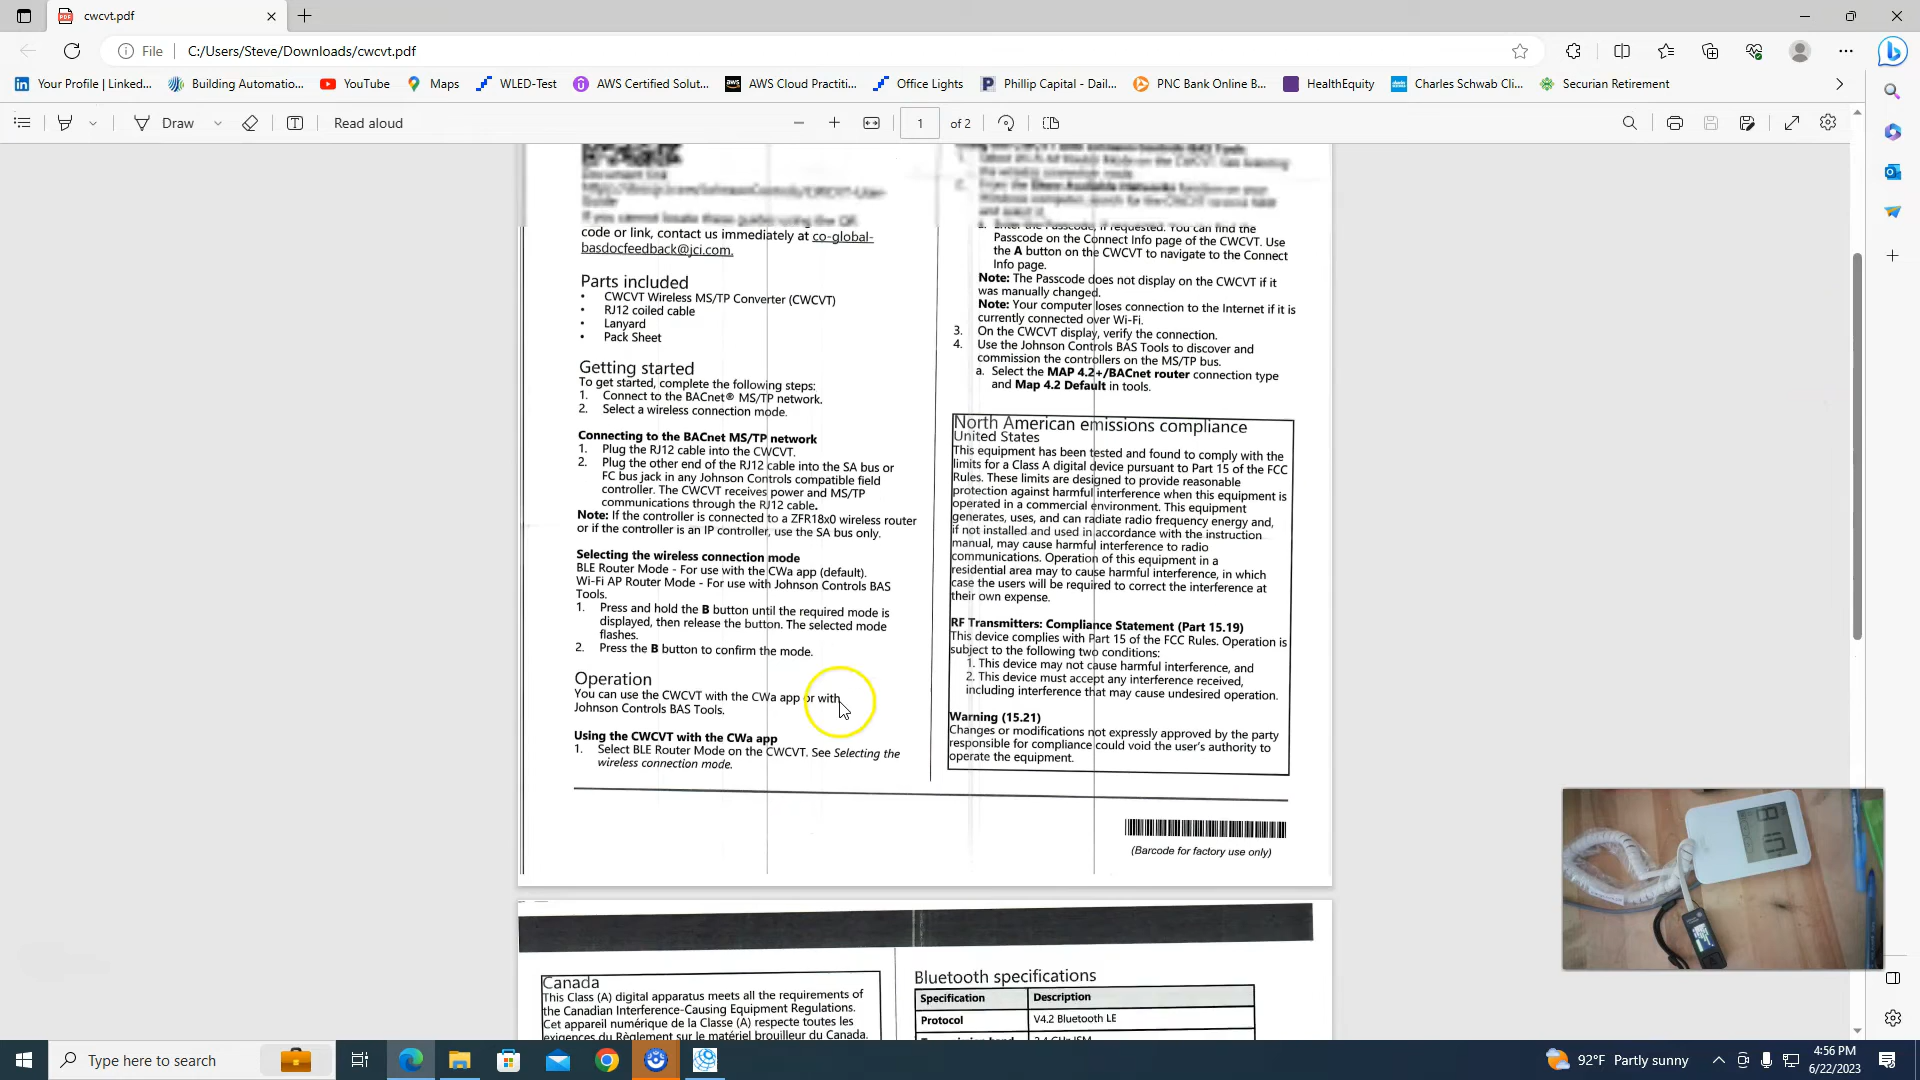 cwcvt.pdf
File
C:/Users/Steve/Downloads/cwcvt.pdf
Your Profile | Linked...
Building Automatio...
YouTube
Maps
WLED-Test
AWS Certified Solut...
AWS Cloud Practiti...
Office Lights
Phillip Capital - Dail...
PNC Bank Online B...
HealthEquity
Charles Schwab Cli...
Securian Retirement
Draw
Read aloud
1
of 2
Document link
code or link, contact us immediately at co-global-
basdocfeedback@jci.com.
Parts included
• CWCVT Wireless MS/TP Converter (CWCVT)
• RJ12 coiled cable
• Lanyard
• Pack Sheet
Getting started
To get started, complete the following steps:
1. Connect to the BACnet® MS/TP network.
2. Select a wireless connection mode.
Connecting to the BACnet MS/TP network
1. Plug the RJ12 cable into the CWCVT.
2. Plug the other end of the RJ12 cable into the SA bus or
FC bus jack in any Johnson Controls compatible field
controller. The CWCVT receives power and MS/TP
communications through the RJ12 cable.
Note: If the controller is connected to a ZFR18x0 wireless router
or if the controller is an IP controller, use the SA bus only.
Selecting the wireless connection mode
BLE Router Mode - For use with the CWa app (default).
Wi-Fi AP Router Mode - For use with Johnson Controls BAS
Tools.
1. Press and hold the B button until the required mode is
displayed, then release the button. The selected mode
flashes.
2. Press the B button to confirm the mode.
Operation
You can use the CWCVT with the CWa app or with
Johnson Controls BAS Tools.
Using the CWCVT with the CWa app
1. Select BLE Router Mode on the CWCVT. See Selecting the
wireless connection mode.
a. Enter the Passcode, if requested. You can find the
Passcode on the Connect Info page of the CWCVT. Use
the A button on the CWCVT to navigate to the Connect
Info page.
Note: The Passcode does not display on the CWCVT if it
was manually changed.
Note: Your computer loses connection to the Internet if it is
currently connected over Wi-Fi.
3. On the CWCVT display, verify the connection.
4. Use the Johnson Controls BAS Tools to discover and
commission the controllers on the MS/TP bus.
a. Select the MAP 4.2+/BACnet router connection type
and Map 4.2 Default in tools.
North American emissions compliance
United States
This equipment has been tested and found to comply with the
limits for a Class A digital device pursuant to Part 15 of the FCC
Rules. These limits are designed to provide reasonable
protection against harmful interference when this equipment is
operated in a commercial environment. This equipment
generates, uses, and can radiate radio frequency energy and,
if not installed and used in accordance with the instruction
manual, may cause harmful interference to radio
communications. Operation of this equipment in a
residential area may to cause harmful interference, in which
case the users will be required to correct the interference at
their own expense.
RF Transmitters: Compliance Statement (Part 15.19)
This device complies with Part 15 of the FCC Rules. Operation is
subject to the following two conditions:
1. This device may not cause harmful interference, and
2. This device must accept any interference received,
including interference that may cause undesired operation.
Warning (15.21)
Changes or modifications not expressly approved by the party
responsible for compliance could void the user's authority to
operate the equipment.
(Barcode for factory use only)
Canada
This Class (A) digital apparatus meets all the requirements of
the Canadian Interference-Causing Equipment Regulations.
Cet appareil numérique de la Classe (A) respecte toutes les
exigences du Règlement sur le matériel brouilleur du Canada.
Bluetooth specifications
Specification Description
Protocol V4.2 Bluetooth LE
Type here to search
92°F Partly sunny
4:56 PM
6/22/2023